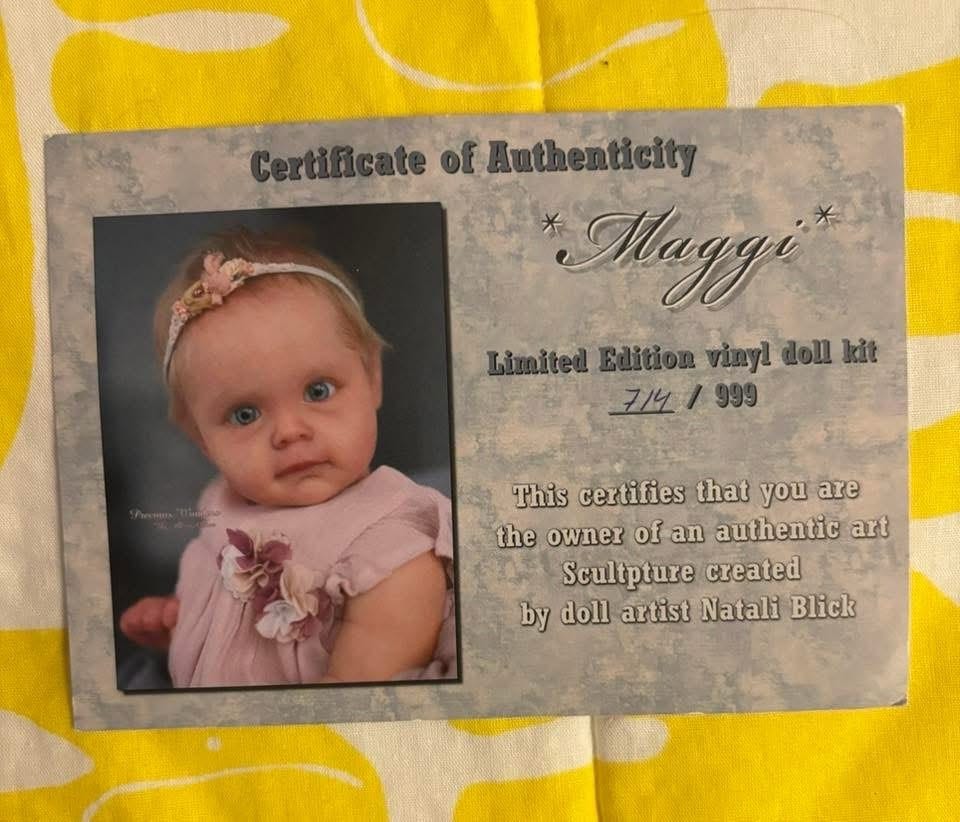 Certificate of Authenticity
*Maggi*
Limited Edition vinyl doll kit
714 / 999
This certifies that you are
the owner of an authentic art
Scultpture created
by doll artist Natali Blick
Precious